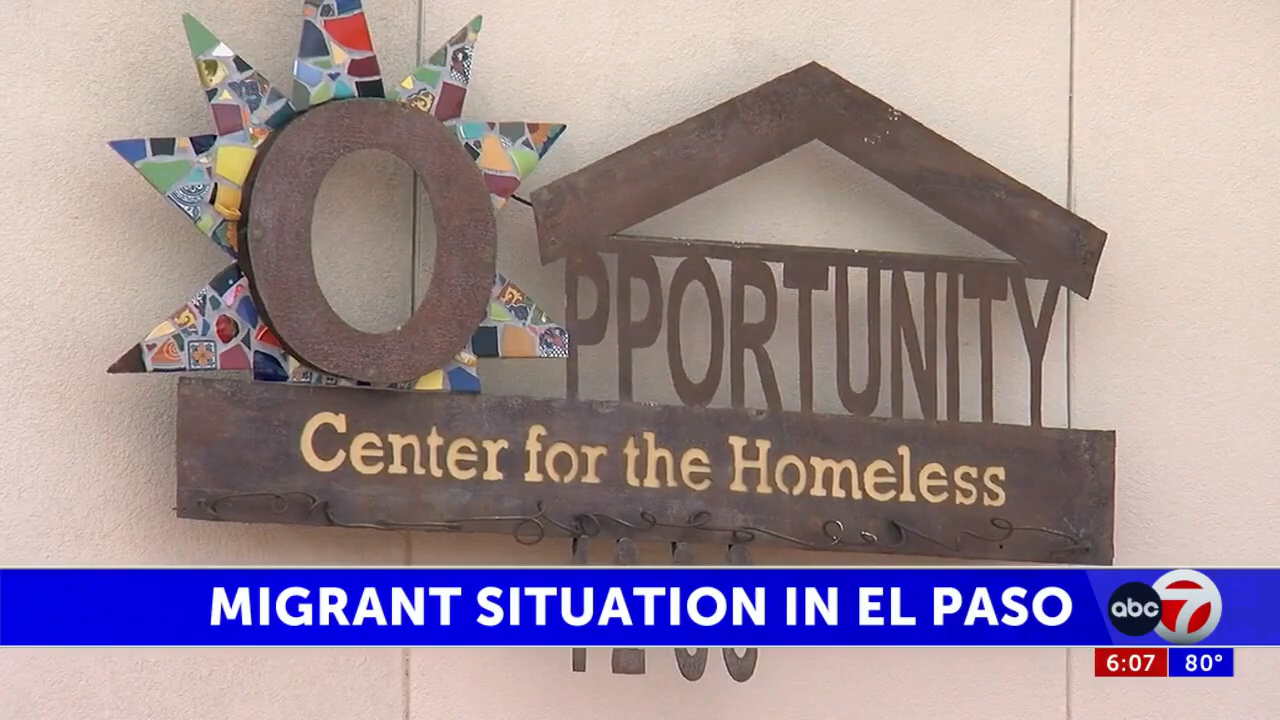 OPPORTUNITY
Center for the Homeless
MIGRANT SITUATION IN EL PASO
abc 7
6:07 80°